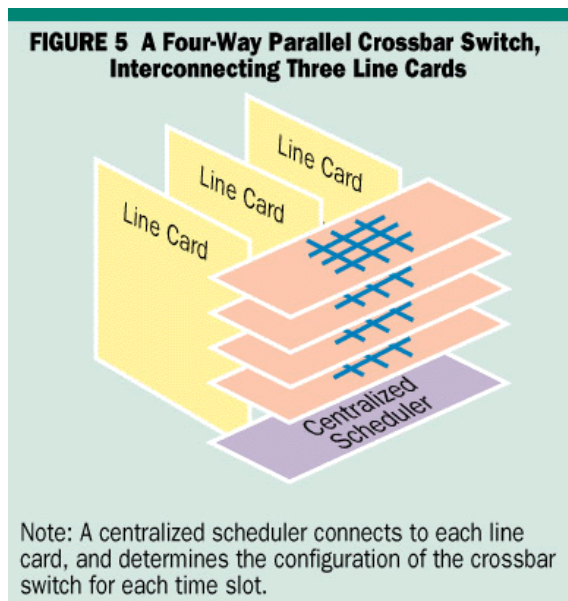 FIGURE 5 A Four-Way Parallel Crossbar Switch,
Interconnecting Three Line Cards
Line Card
Line Card
Line Card
Centralized
Scheduler
Note: A centralized scheduler connects to each line
card, and determines the configuration of the crossbar
switch for each time slot.